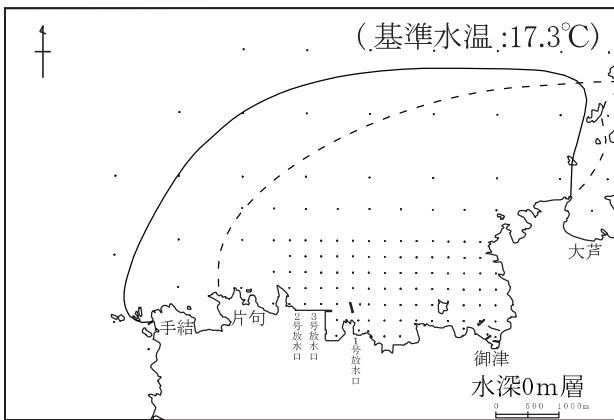 (基準水温:17.3℃)
大芦
手結
片句
2号放水口
3号放水口
1号放水口
御津
水深0m層
0 500 1000m